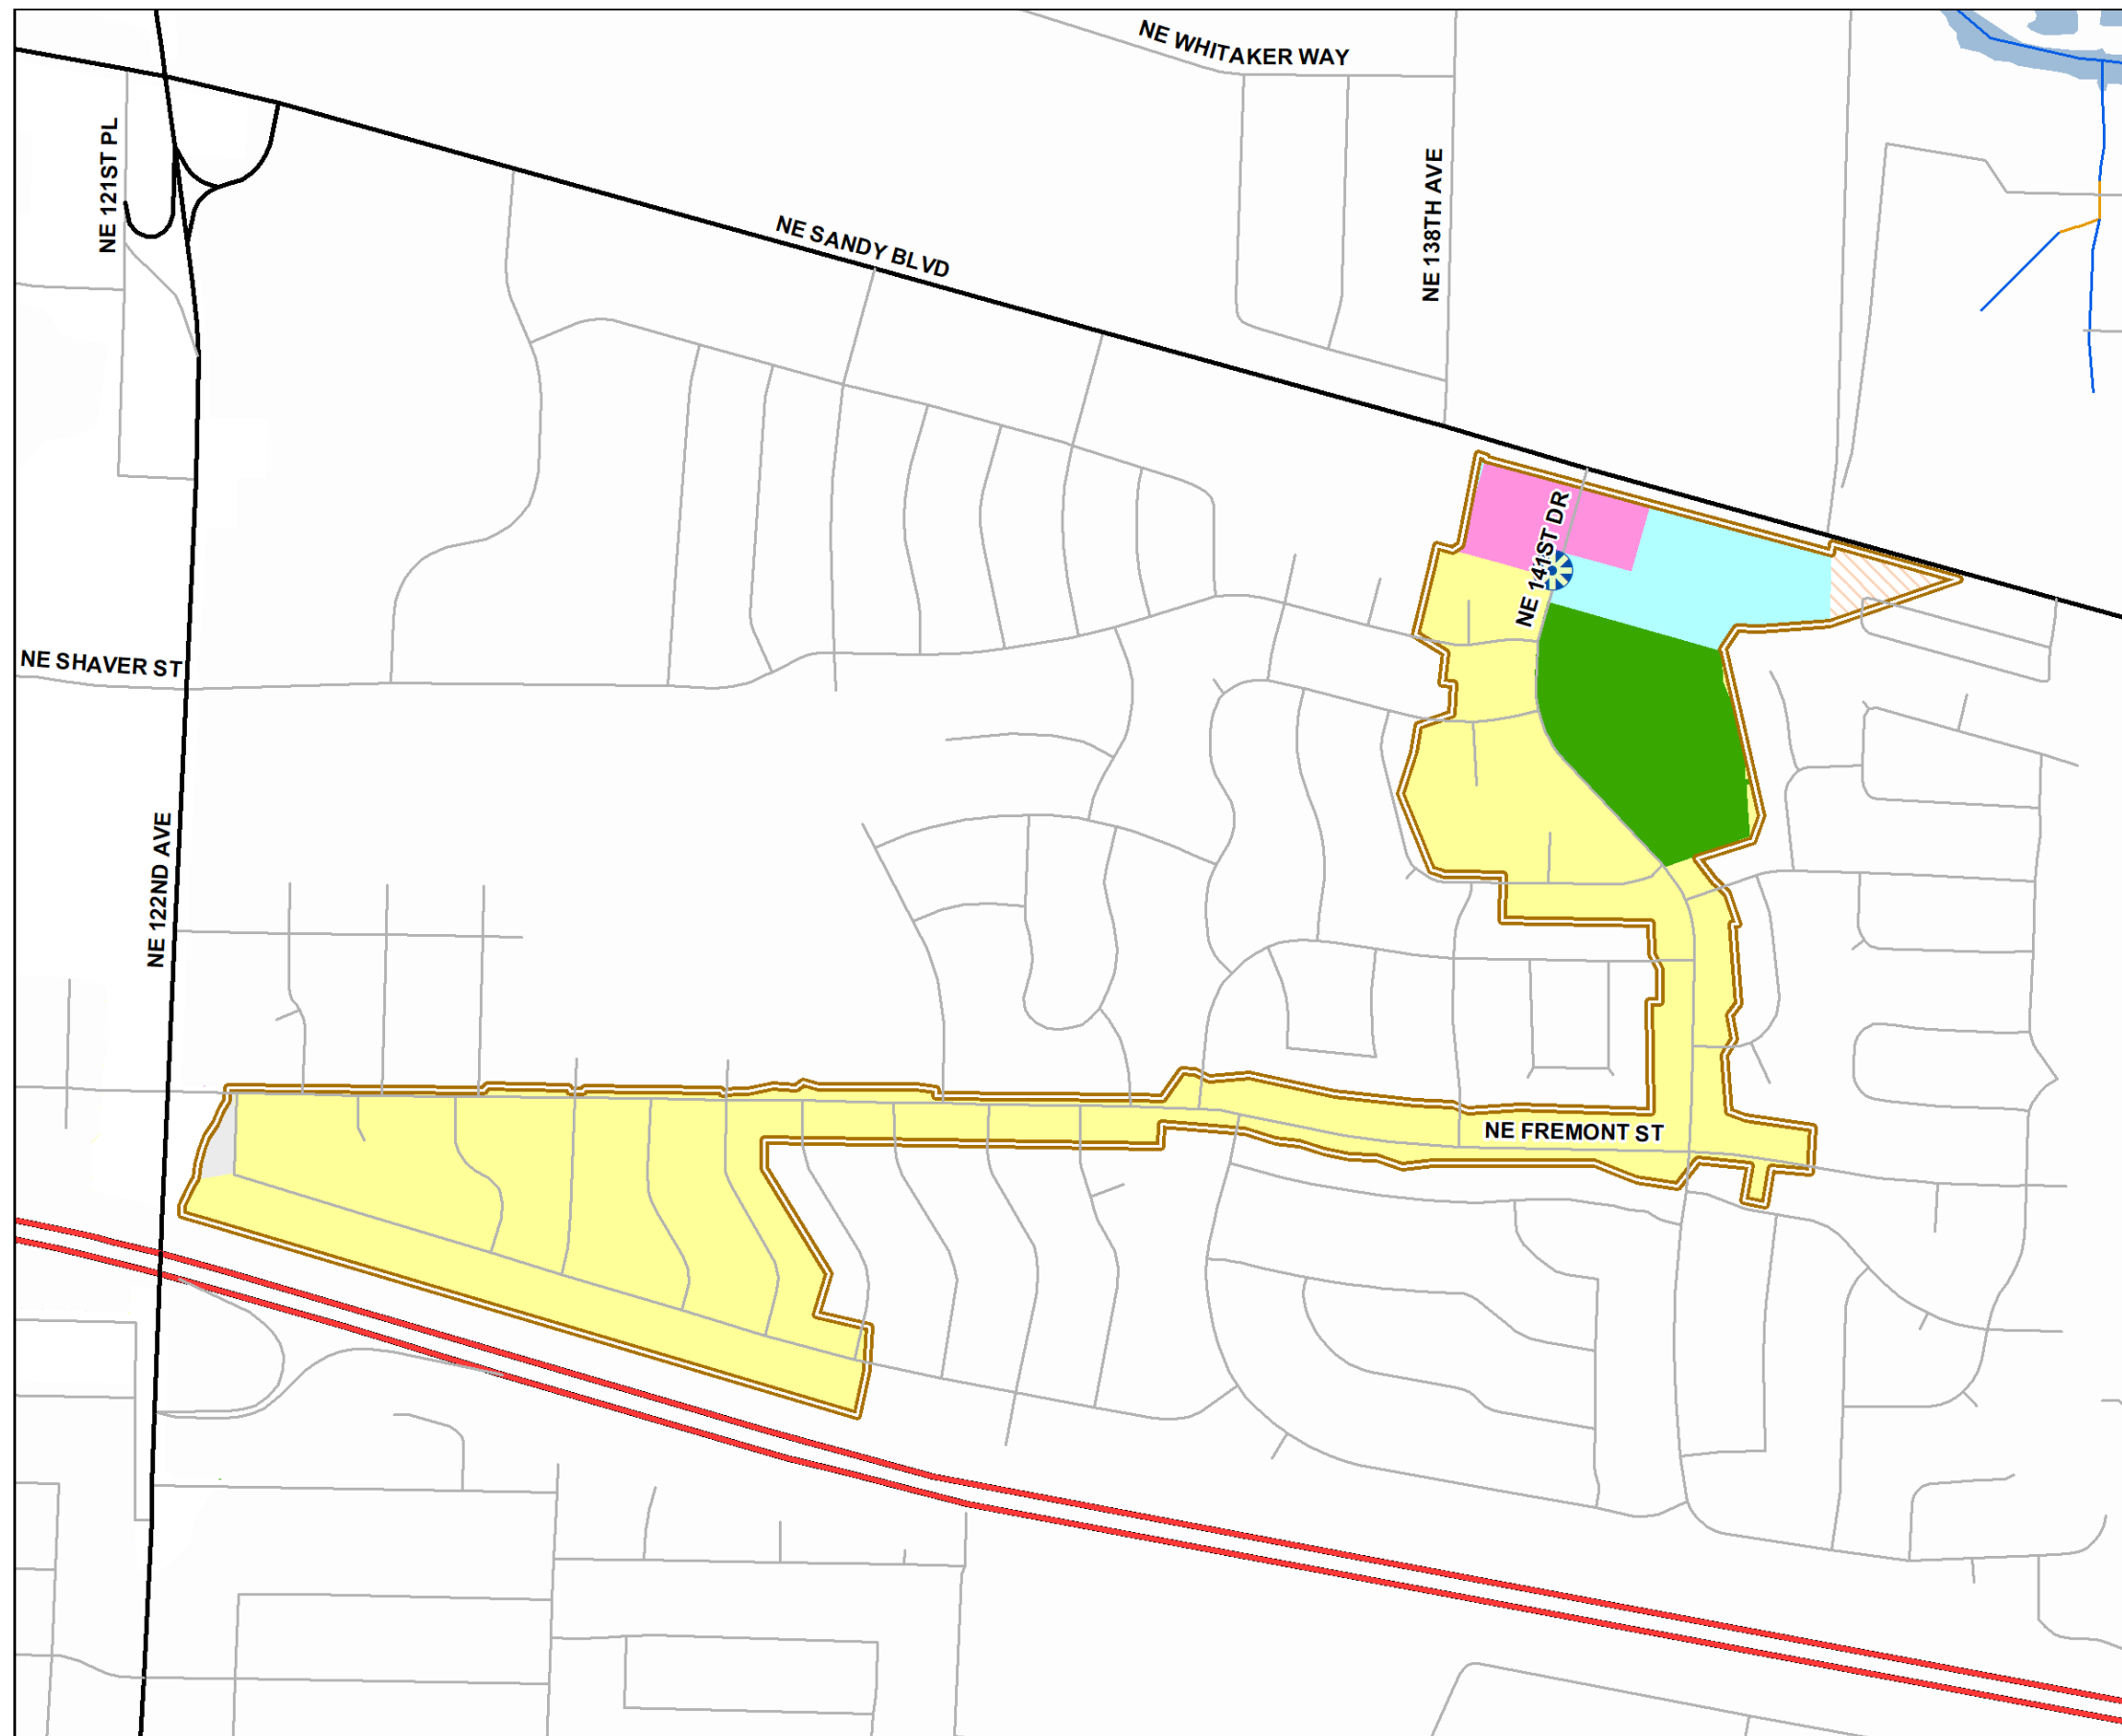 NE WHITAKER WAY
NE 121ST PL
NE 138TH AVE
NE SANDY BLVD
NE 141ST DR
NE SHAVER ST
NE 122ND AVE
NE FREMONT ST